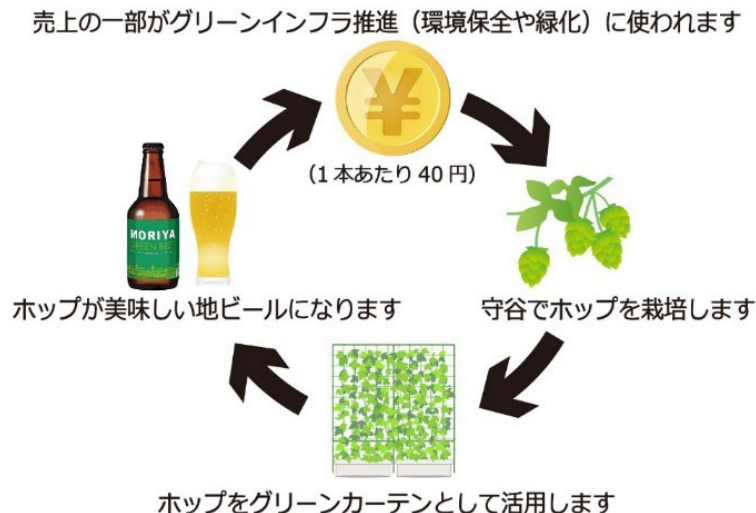 売上の一部がグリーンインフラ推進（環境保全や緑化）に使われます
（1本あたり40円）
MORIYA
GREEN BEER
ホップが美味しい地ビールになります
守谷でホップを栽培します
ホップをグリーンカーテンとして活用します